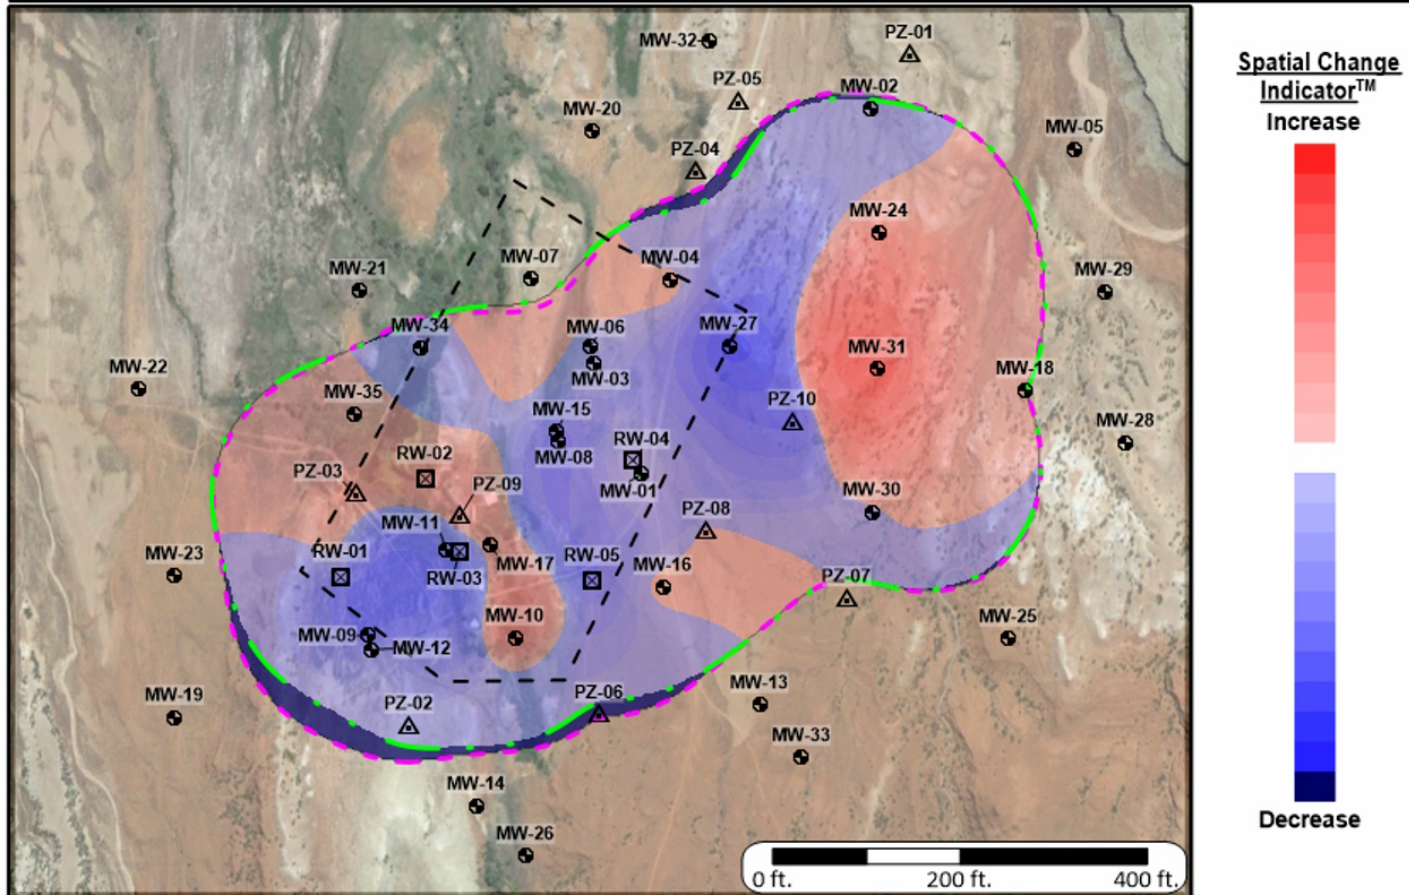 MW-32
PZ-01
PZ-05
MW-02
MW-20
MW-05
PZ-04
MW-24
MW-07
MW-04
MW-21
MW-29
MW-34
MW-06
MW-27
MW-03
MW-31
MW-22
MW-18
MW-35
PZ-10
MW-15
MW-08
RW-04
MW-28
RW-02
PZ-03
PZ-09
MW-01
MW-30
PZ-08
MW-11
RW-01
MW-23
RW-03
MW-17
RW-05
MW-16
PZ-07
MW-10
MW-25
MW-09
MW-12
MW-19
PZ-02
PZ-06
MW-13
MW-33
MW-14
MW-26
0 ft. 200 ft. 400 ft.
Spatial Change
Indicator™
Increase
Decrease